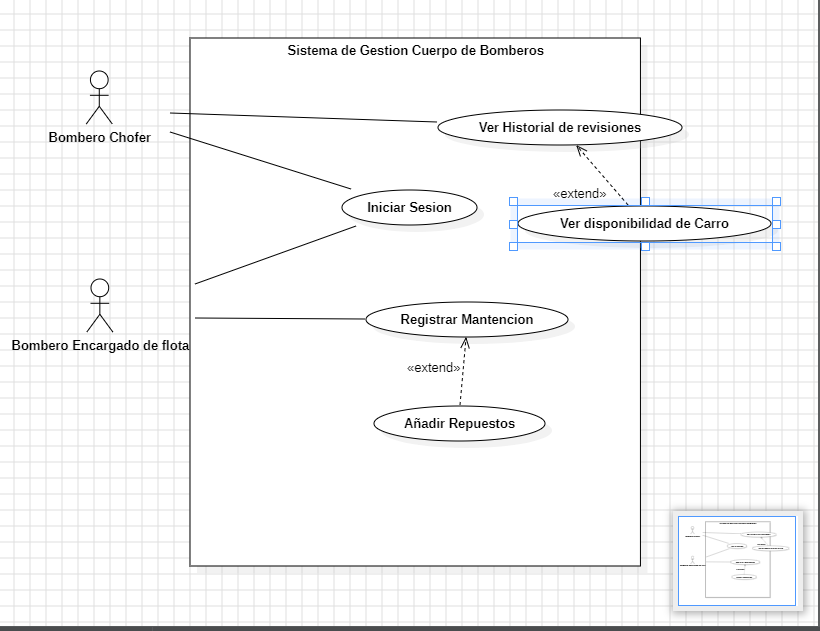 Sistema de Gestion Cuerpo de Bomberos
Bombero Chofer
Ver Historial de revisiones
«extend»
Iniciar Sesion
Ver disponibilidad de Carro
Bombero Encargado de flota
Registrar Mantencion
«extend»
Añadir Repuestos